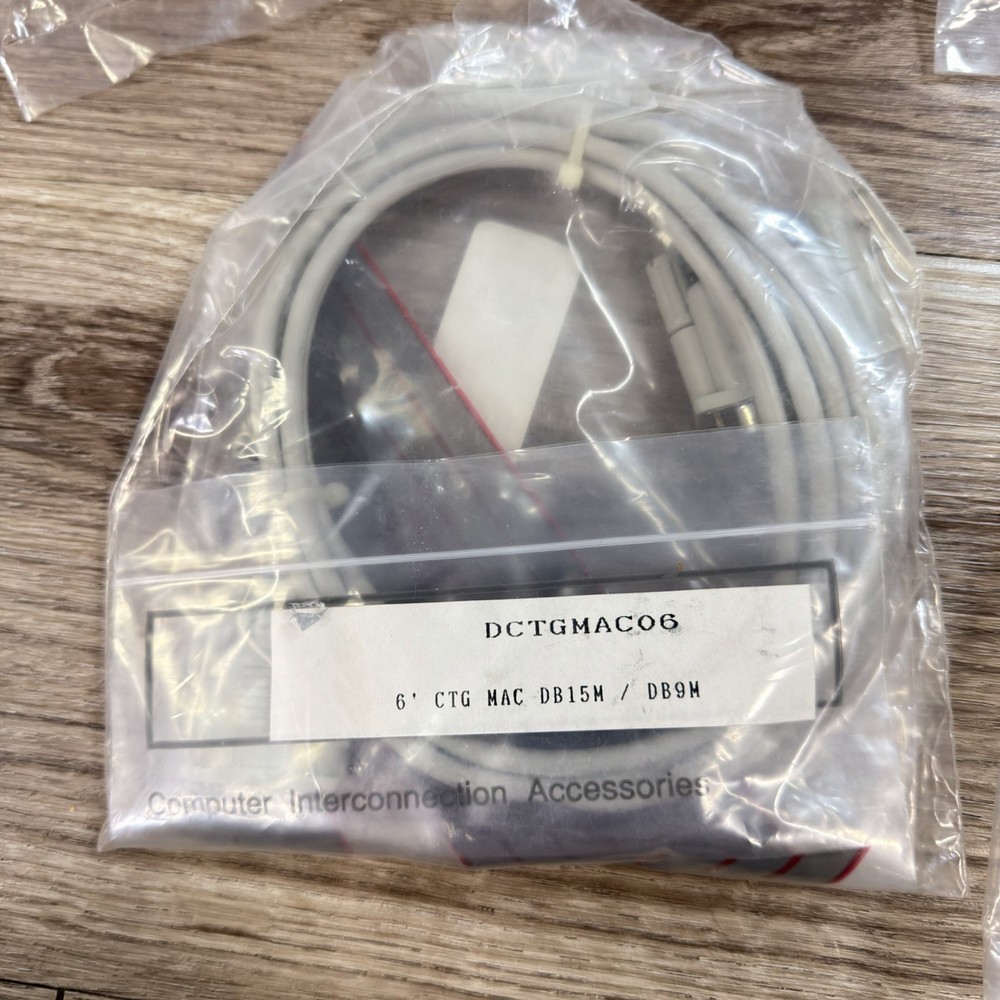 DCTGMAC06
6' CTG MAC DB15M / DB9M
Computer Interconnection Accessories